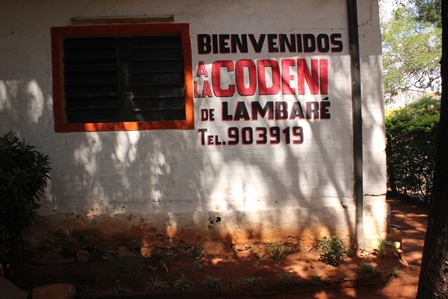 BIENVENIDOS
A LA CODENI
DE LAMBARÉ
TEL. 903919